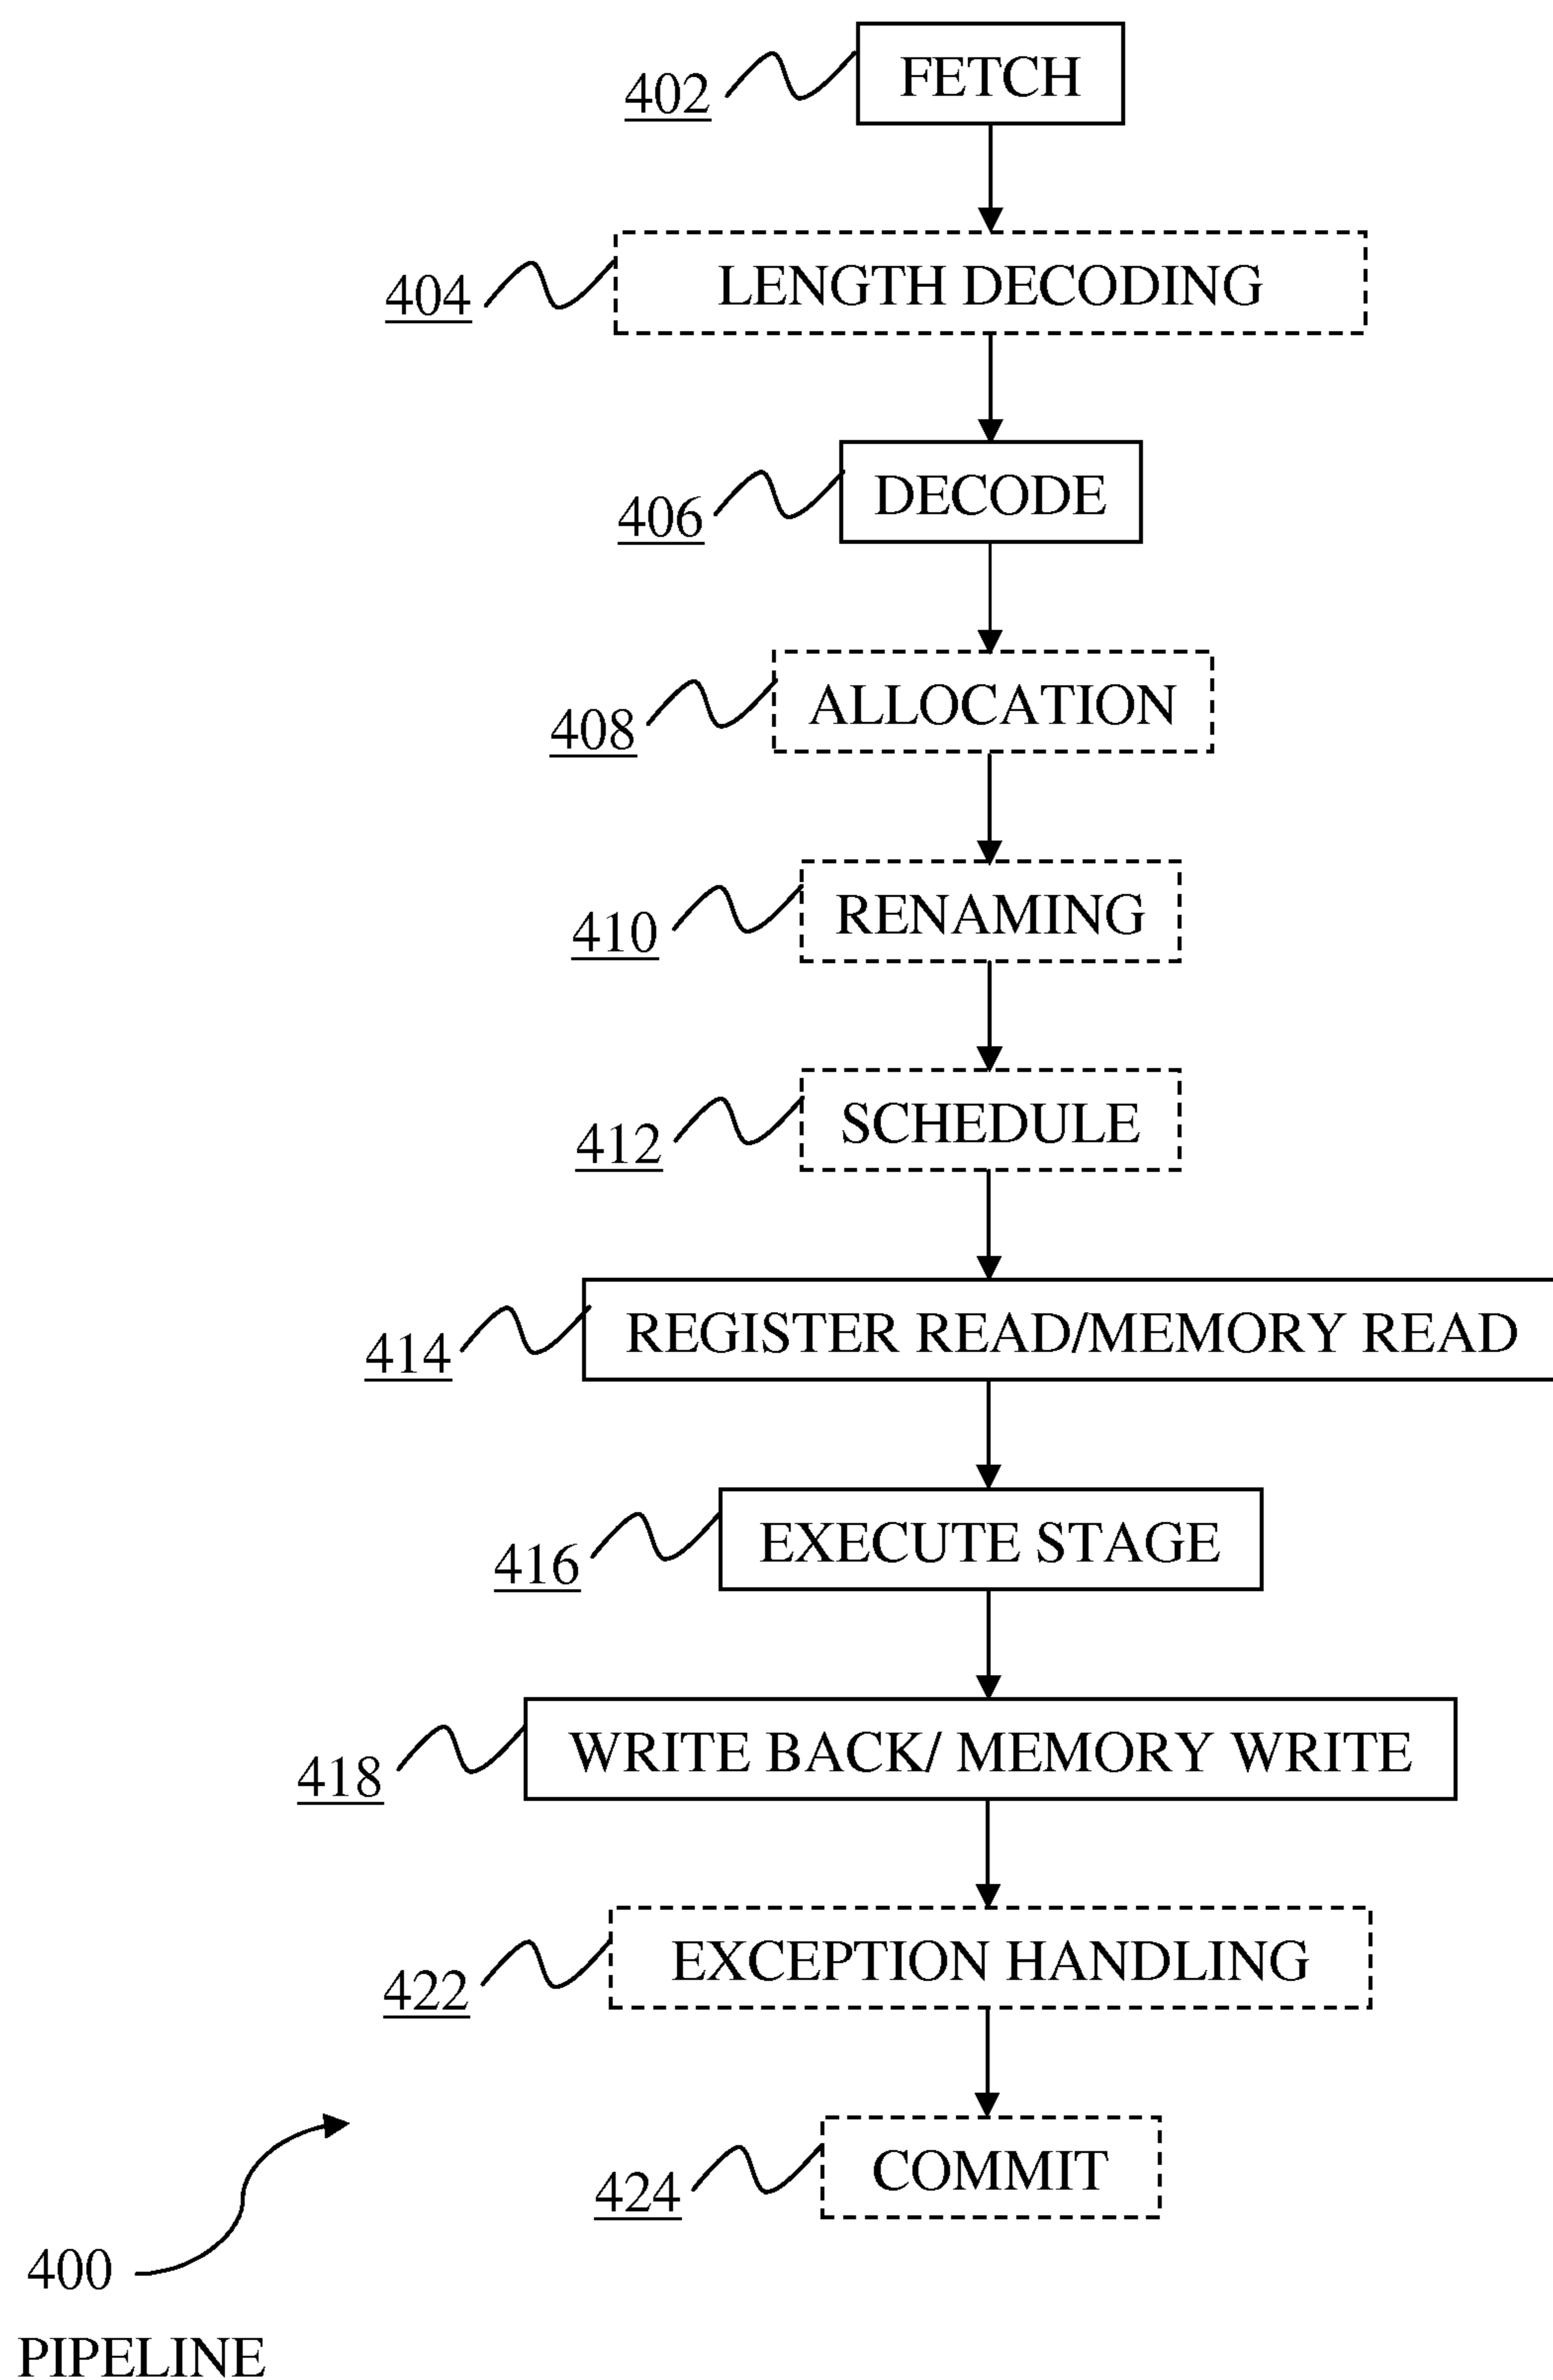 402 FETCH
404 LENGTH DECODING
406 DECODE
408 ALLOCATION
410 RENAMING
412 SCHEDULE
414 REGISTER READ/MEMORY READ
416 EXECUTE STAGE
418 WRITE BACK/ MEMORY WRITE
422 EXCEPTION HANDLING
424 COMMIT
400
PIPELINE